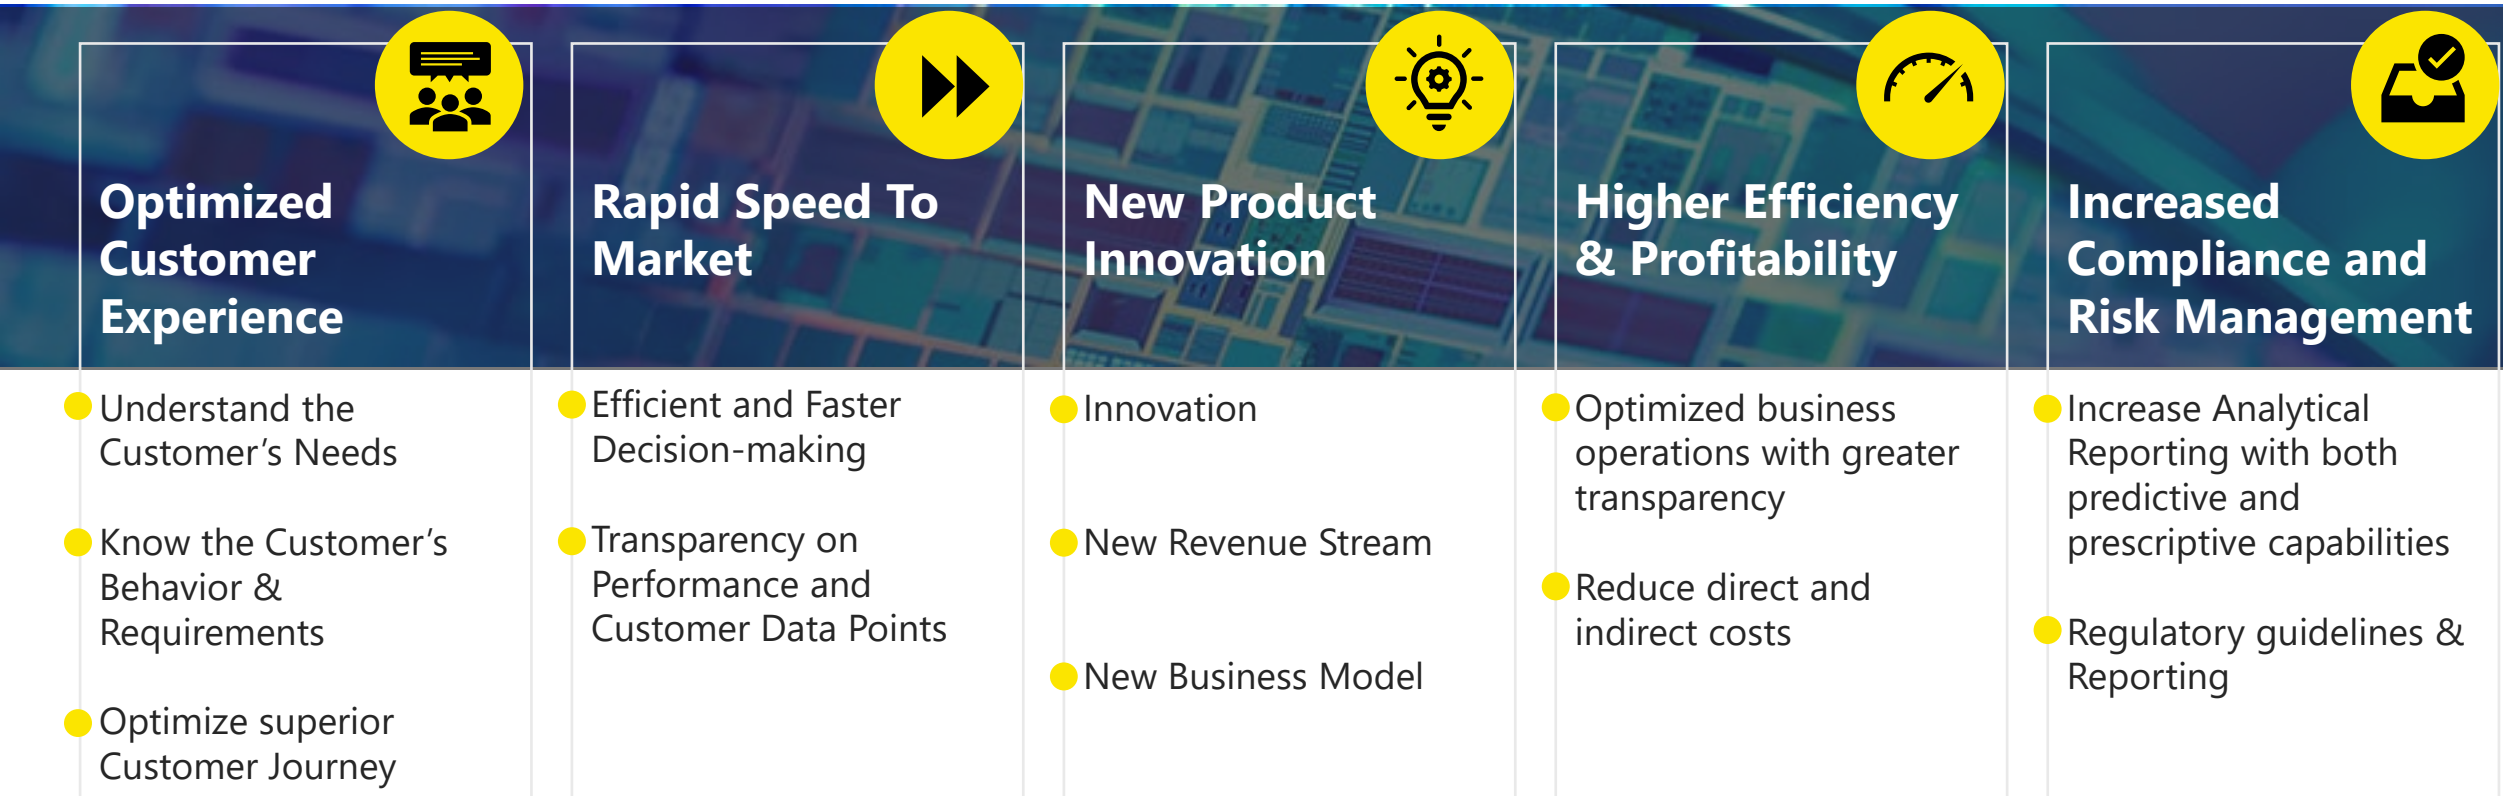 Optimized
Customer
Experience
Understand the
Customer’s Needs
Know the Customer’s
Behavior &
Requirements
Optimize superior
Customer Journey
Rapid Speed To
Market
Efficient and Faster
Decision-making
Transparency on
Performance and
Customer Data Points
New Product
Innovation
Innovation
New Revenue Stream
New Business Model
Higher Efficiency
& Profitability
Optimized business
operations with greater
transparency
Reduce direct and
indirect costs
Increased
Compliance and
Risk Management
Increase Analytical
Reporting with both
predictive and
prescriptive capabilities
Regulatory guidelines &
Reporting